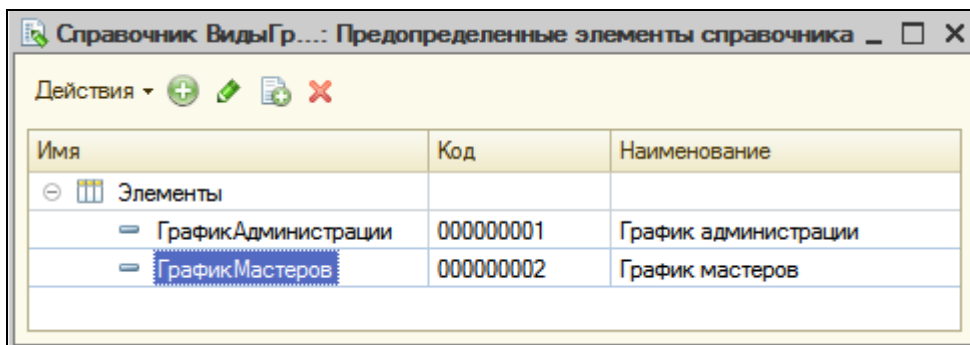 Справочник ВидыГр...: Предопределенные элементы справочника
Действия
Имя Код Наименование
Элементы
ГрафикАдминистрации 000000001 График администрации
ГрафикМастеров 000000002 График мастеров